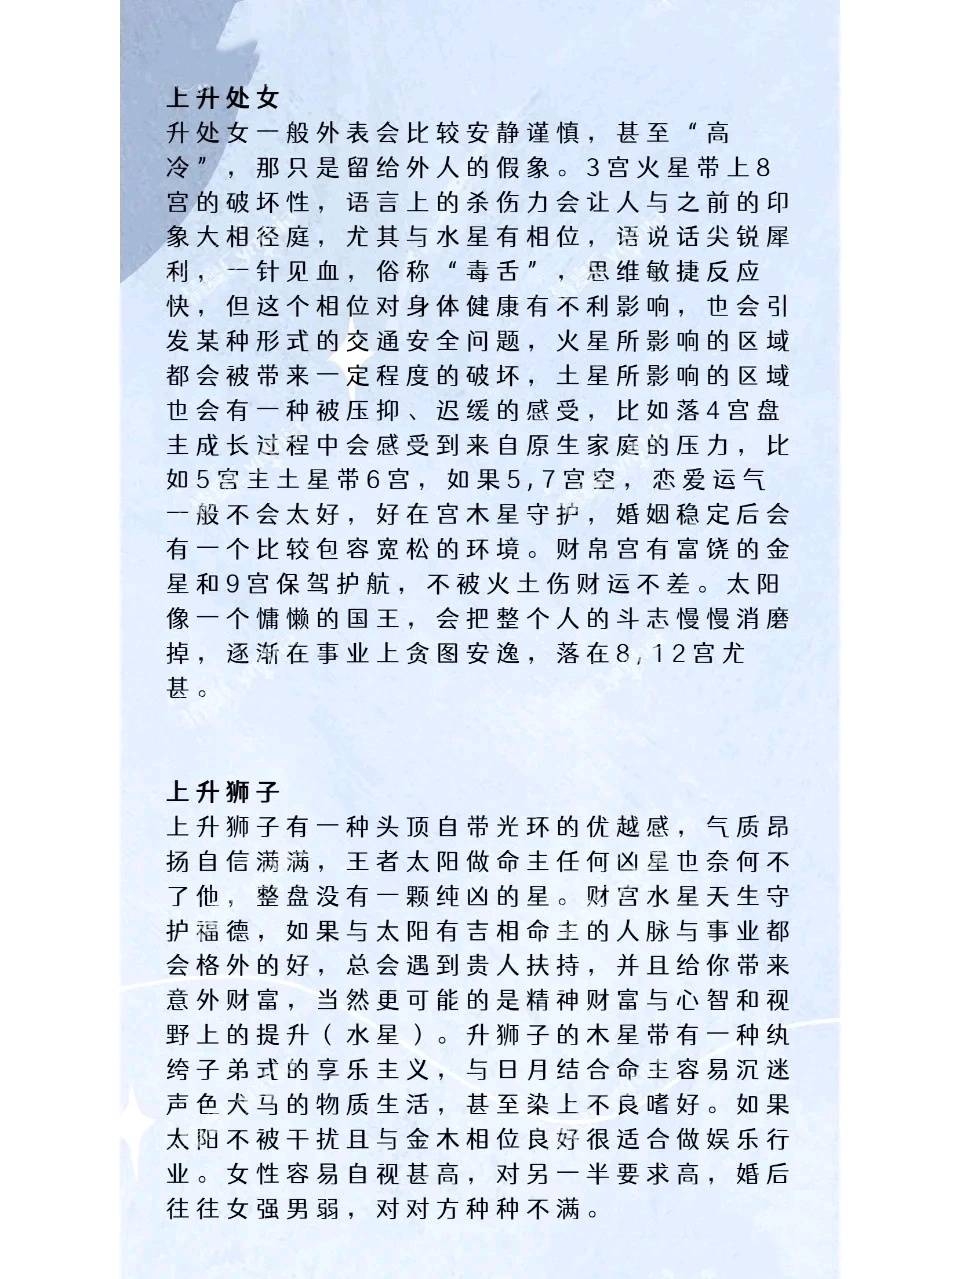 上升处女
升处女一般外表会比较安静谨慎，甚至“高
冷”，那只是留给外人的假象。3宫火星带上8
宫的破坏性，语言上的杀伤力会让人与之前的印
象大相径庭，尤其与水星有相位，语说话尖锐犀
利，一针见血，俗称“毒舌”，思维敏捷反应
快，但这个相位对身体健康有不利影响，也会引
发某种形式的交通安全问题，火星所影响的区域
都会被带来一定程度的破坏，土星所影响的区域
也会有一种被压抑、迟缓的感受，比如落4宫盘
主成长过程中会感受到来自原生家庭的压力，比
如5宫主土星带6宫，如果5,7宫空，恋爱运气
一般不会太好，好在宫木星守护，婚姻稳定后会
有一个比较包容宽松的环境。财帛宫有富饶的金
星和9宫保驾护航，不被火土伤财运不差。太阳
像一个慵懒的国王，会把整个人的斗志慢慢消磨
掉，逐渐在事业上贪图安逸，落在8,12宫尤
甚。
上升狮子
上升狮子有一种头顶自带光环的优越感，气质昂
扬自信满满，王者太阳做命主任何凶星也奈何不
了他，整盘没有一颗纯凶的星。财宫水星天生守
护福德，如果与太阳有吉相命主的人脉与事业都
会格外的好，总会遇到贵人扶持，并且给你带来
意外财富，当然更可能的是精神财富与心智和视
野上的提升（水星）。升狮子的木星带有一种纨
绔子弟式的享乐主义，与日月结合命主容易沉迷
声色犬马的物质生活，甚至染上不良嗜好。如果
太阳不被干扰且与金木相位良好很适合做娱乐行
业。女性容易自视甚高，对另一半要求高，婚后
往往女强男弱，对对方种种不满。